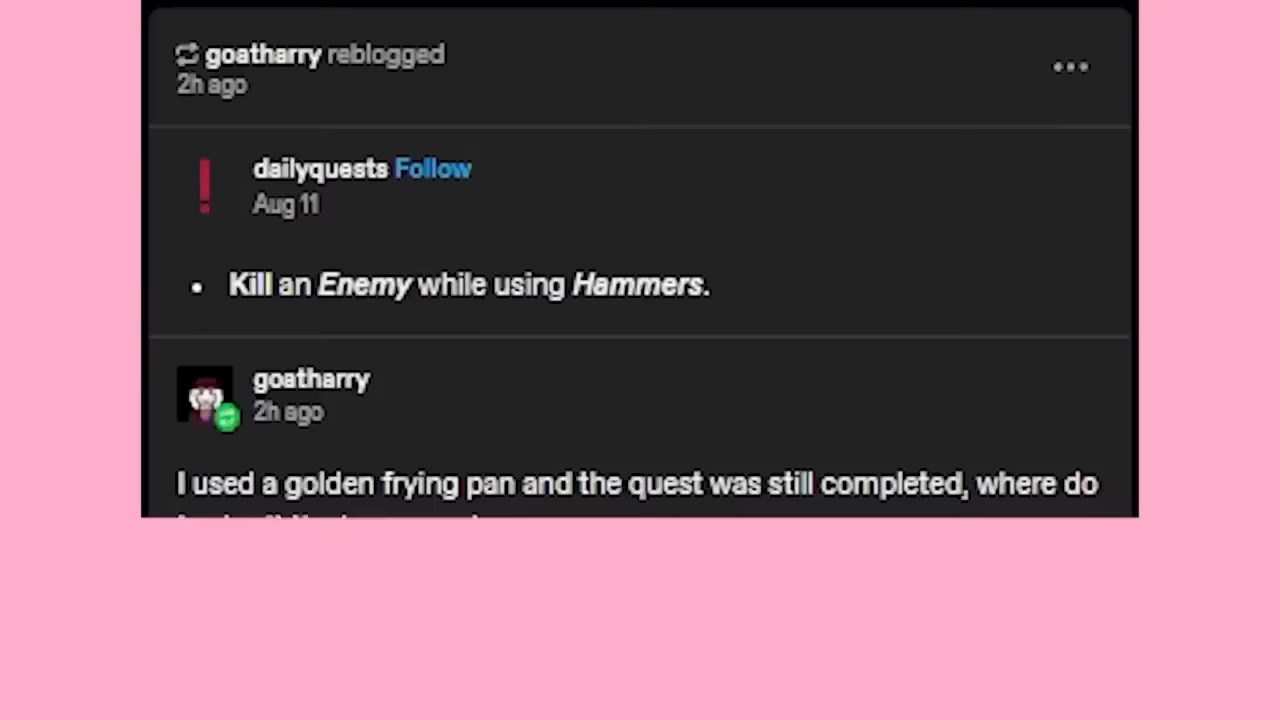 goatharry reblogged
2h ago
dailyquests Follow
Aug 11
• Kill an Enemy while using Hammers.
goatharry
2h ago
I used a golden frying pan and the quest was still completed, where do